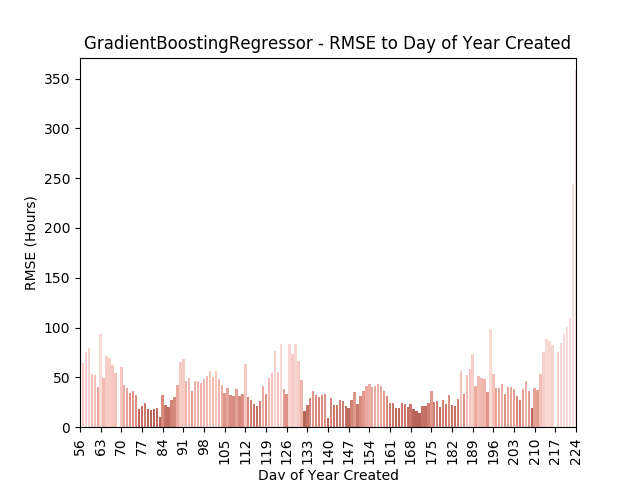 GradientBoostingRegressor - RMSE to Day of Year Created
RMSE (Hours)
350
300
250
200
150
100
50
0
56 63 70 77 84 91 98 105 112 119 126 133 140 147 154 161 168 175 182 189 196 203 210 217 224
Day of Year Created